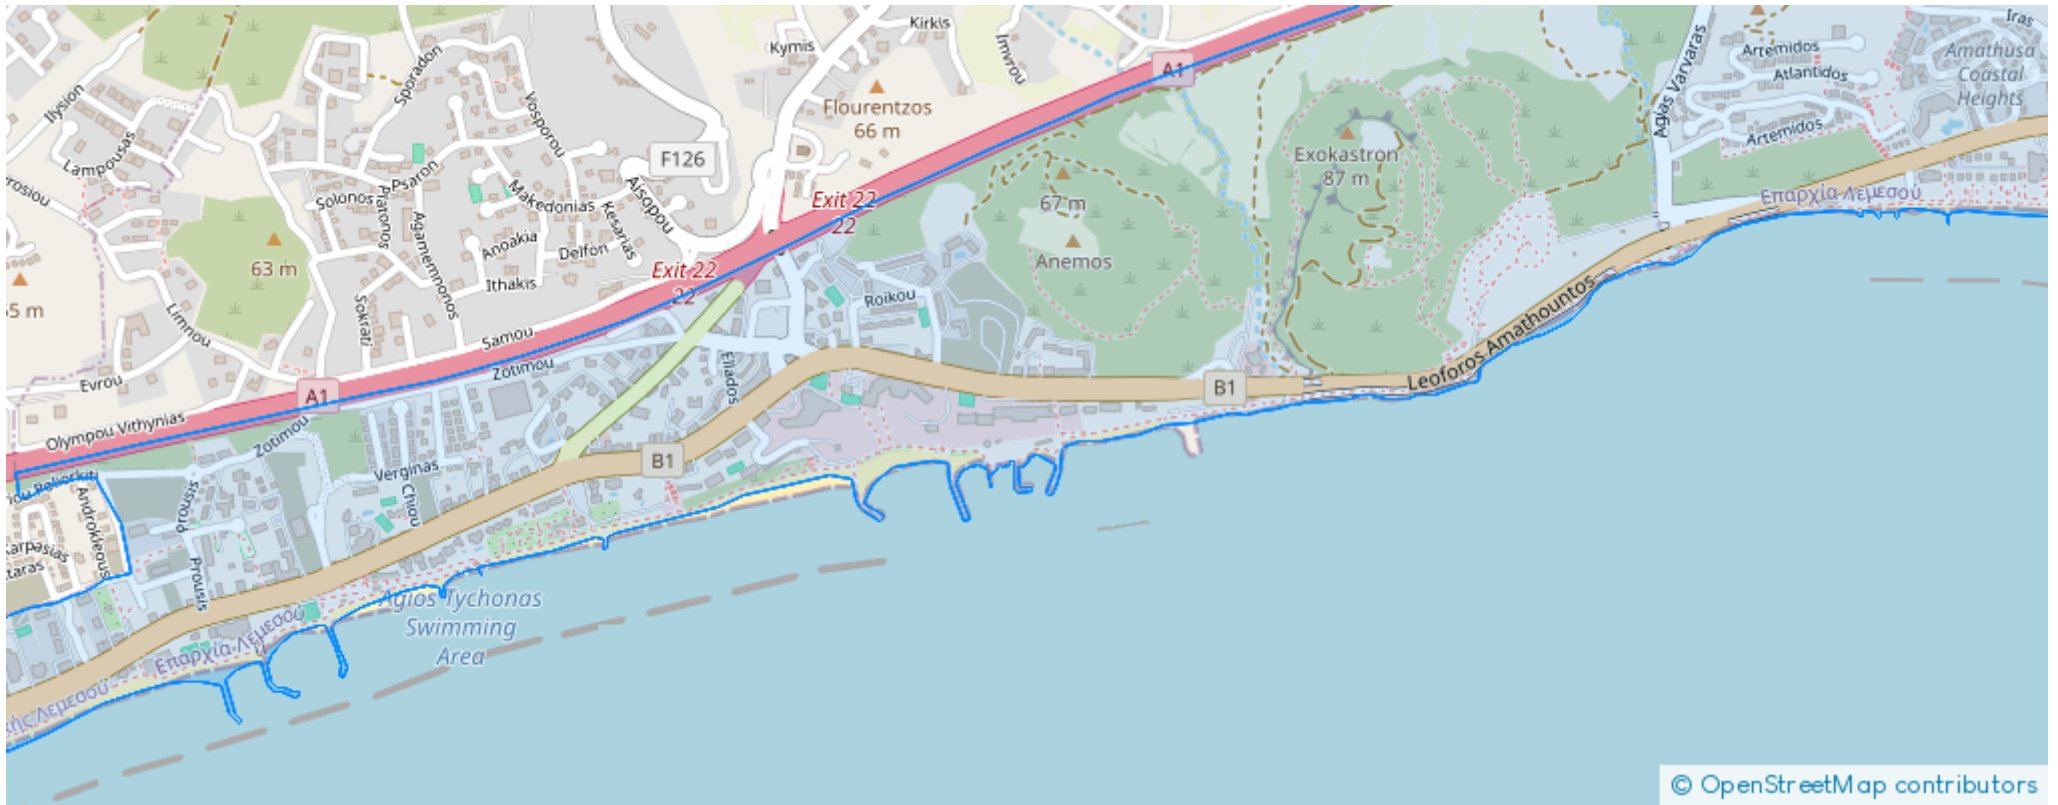 Kirkis
Kymis
Imvrou
A1
Iras
Artemidos
Amathusa
Coastal
Heights
Atlantidos
Agias Varvaras
Artemidos
Ilysion
Sporadon
Vosporou
Flourentzos
66 m
Lampousas
F126
Exokastron
87 m
Psaron
Solonos
Platonos
Makedonias
Aisopou
Kesarias
Exit 22
22
67 m
Επαρχία Λεμεσού
Agamemnonos
Anoakia
Delfon
Anemos
63 m
Exit 22
22
Ithakis
Roikou
Limnou
Sokrati
Samou
Leoforos Amathountos
Zotimou
Eliados
Evrou
A1
B1
Olympou Vithynias
Zotimou
B1
Verginas
Chiou
Androkleous
Prousis
Karpasias
Prousis
Agios Tychonas
Swimming
Area
Επαρχία Λεμεσού
Λεμεσού
© OpenStreetMap contributors